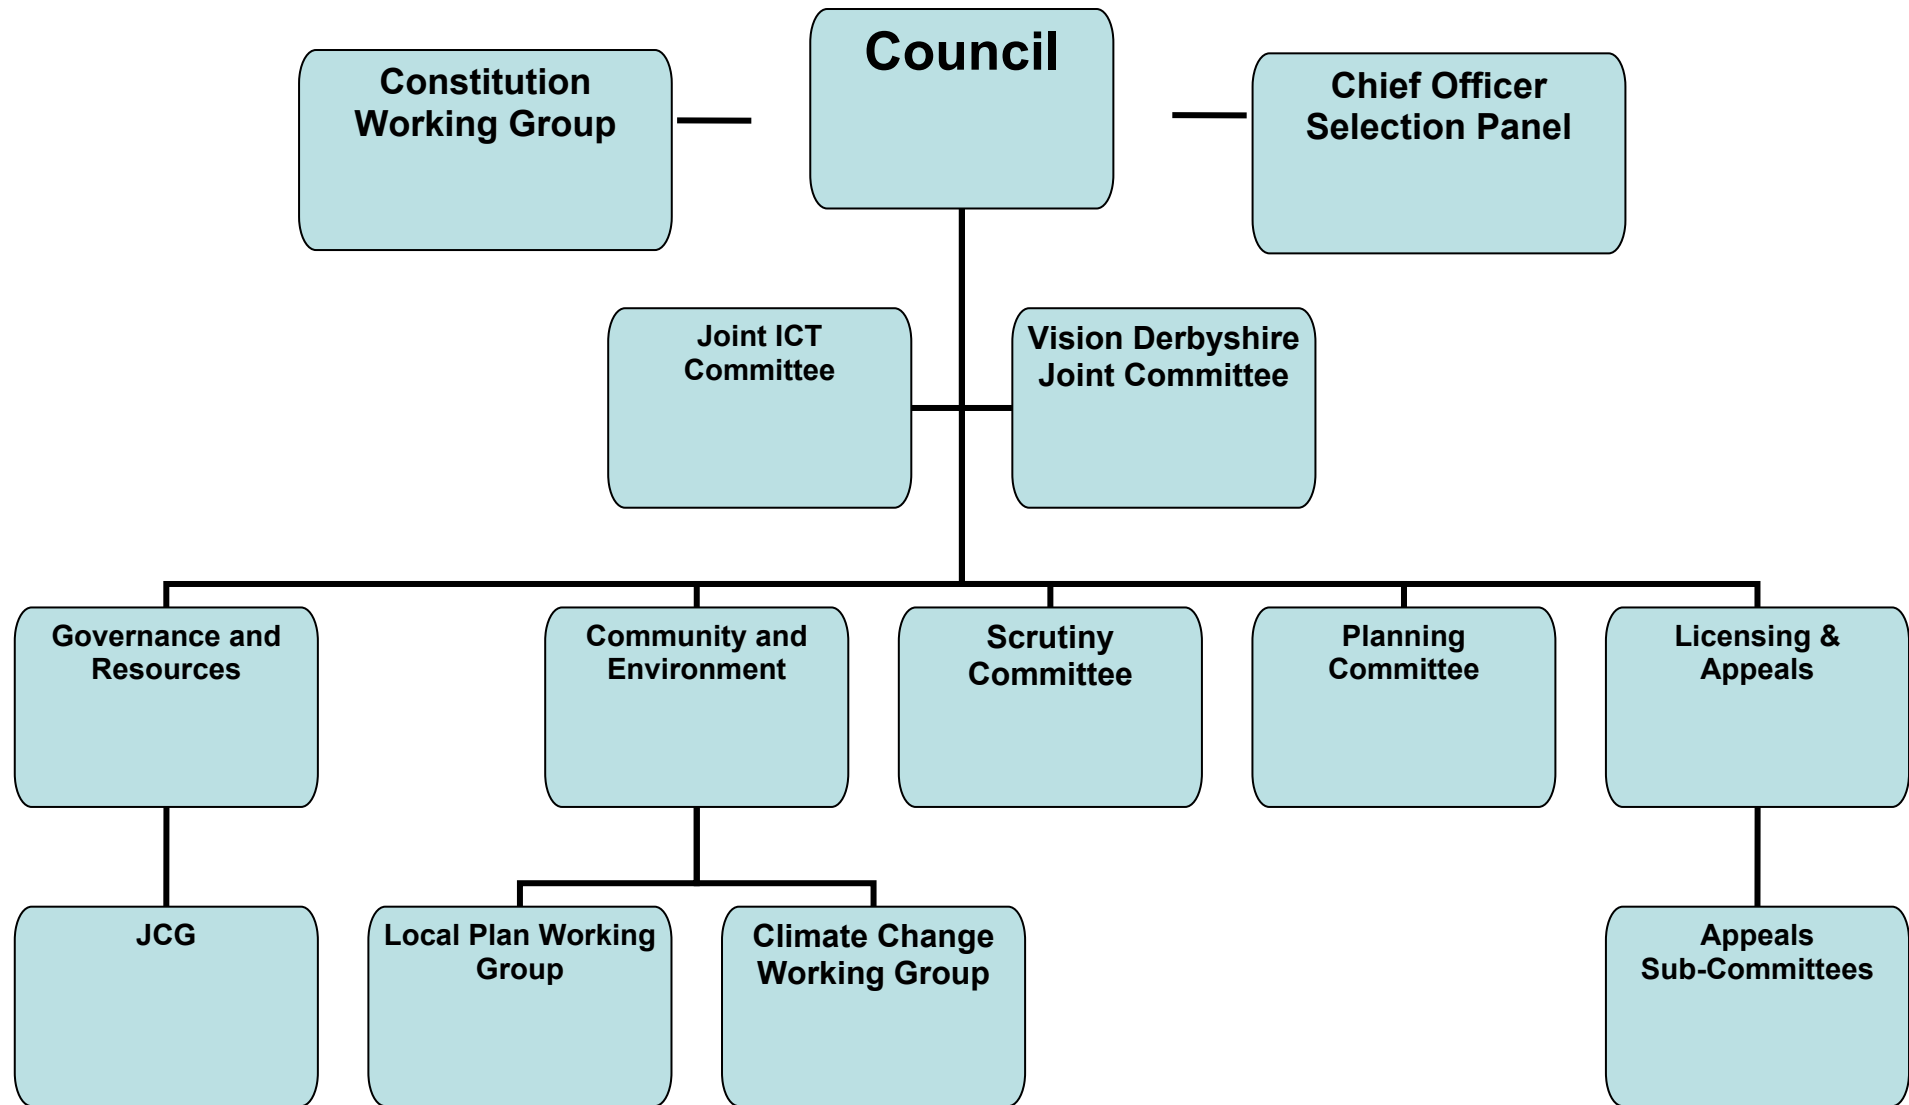 Council
Constitution
Working Group
Chief Officer
Selection Panel
Joint ICT
Committee
Vision Derbyshire
Joint Committee
Governance and
Resources
Community and
Environment
Scrutiny
Committee
Planning
Committee
Licensing &
Appeals
JCG
Local Plan Working
Group
Climate Change
Working Group
Appeals
Sub-Committees